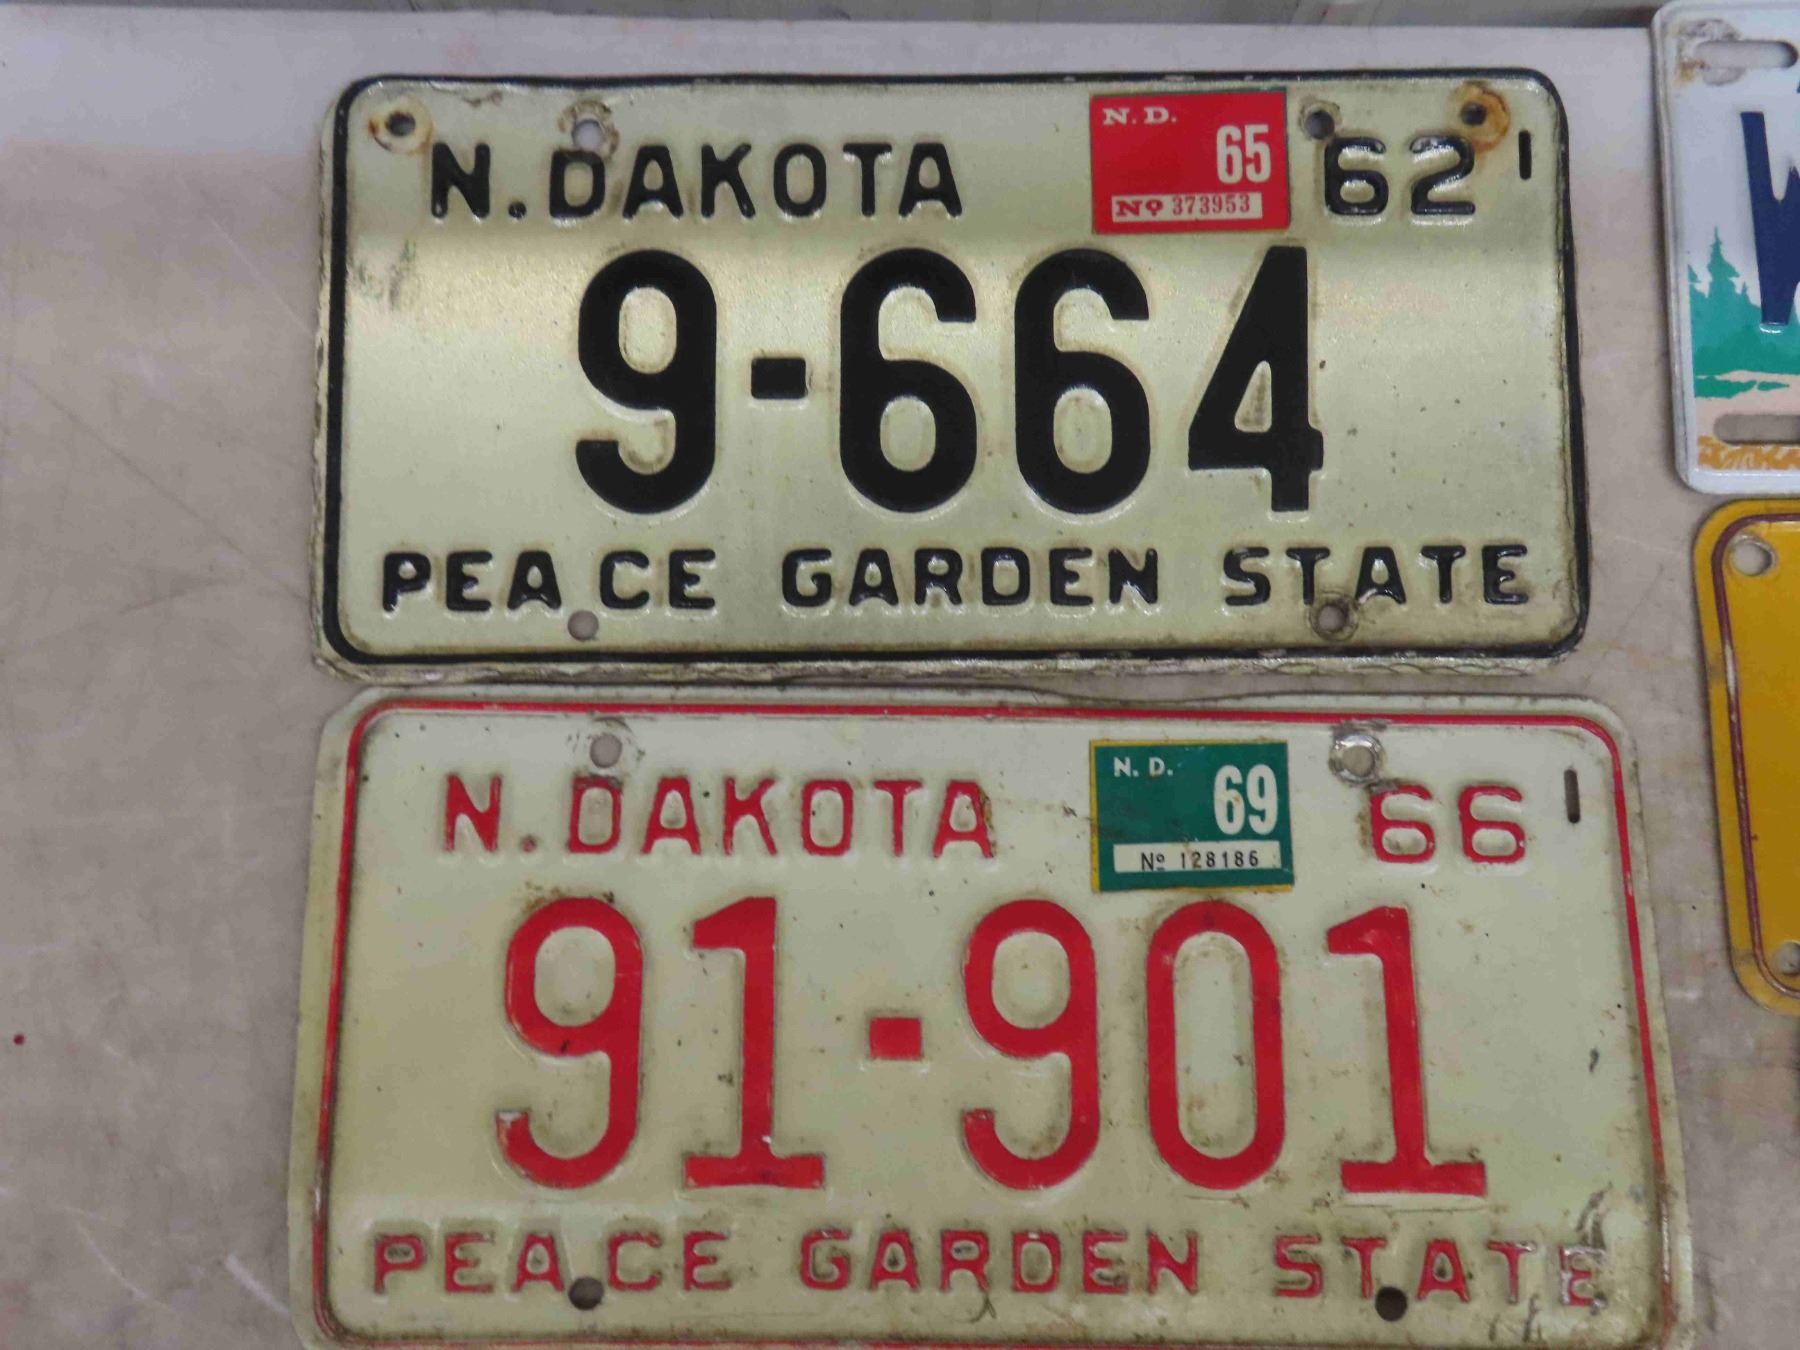 N. DAKOTA
N. D.
65
No 373953
62
9-664
PEACE GARDEN STATE
N. DAKOTA
N. D.
69
Nº 128186
66
91-901
PEACE GARDEN STATE
W